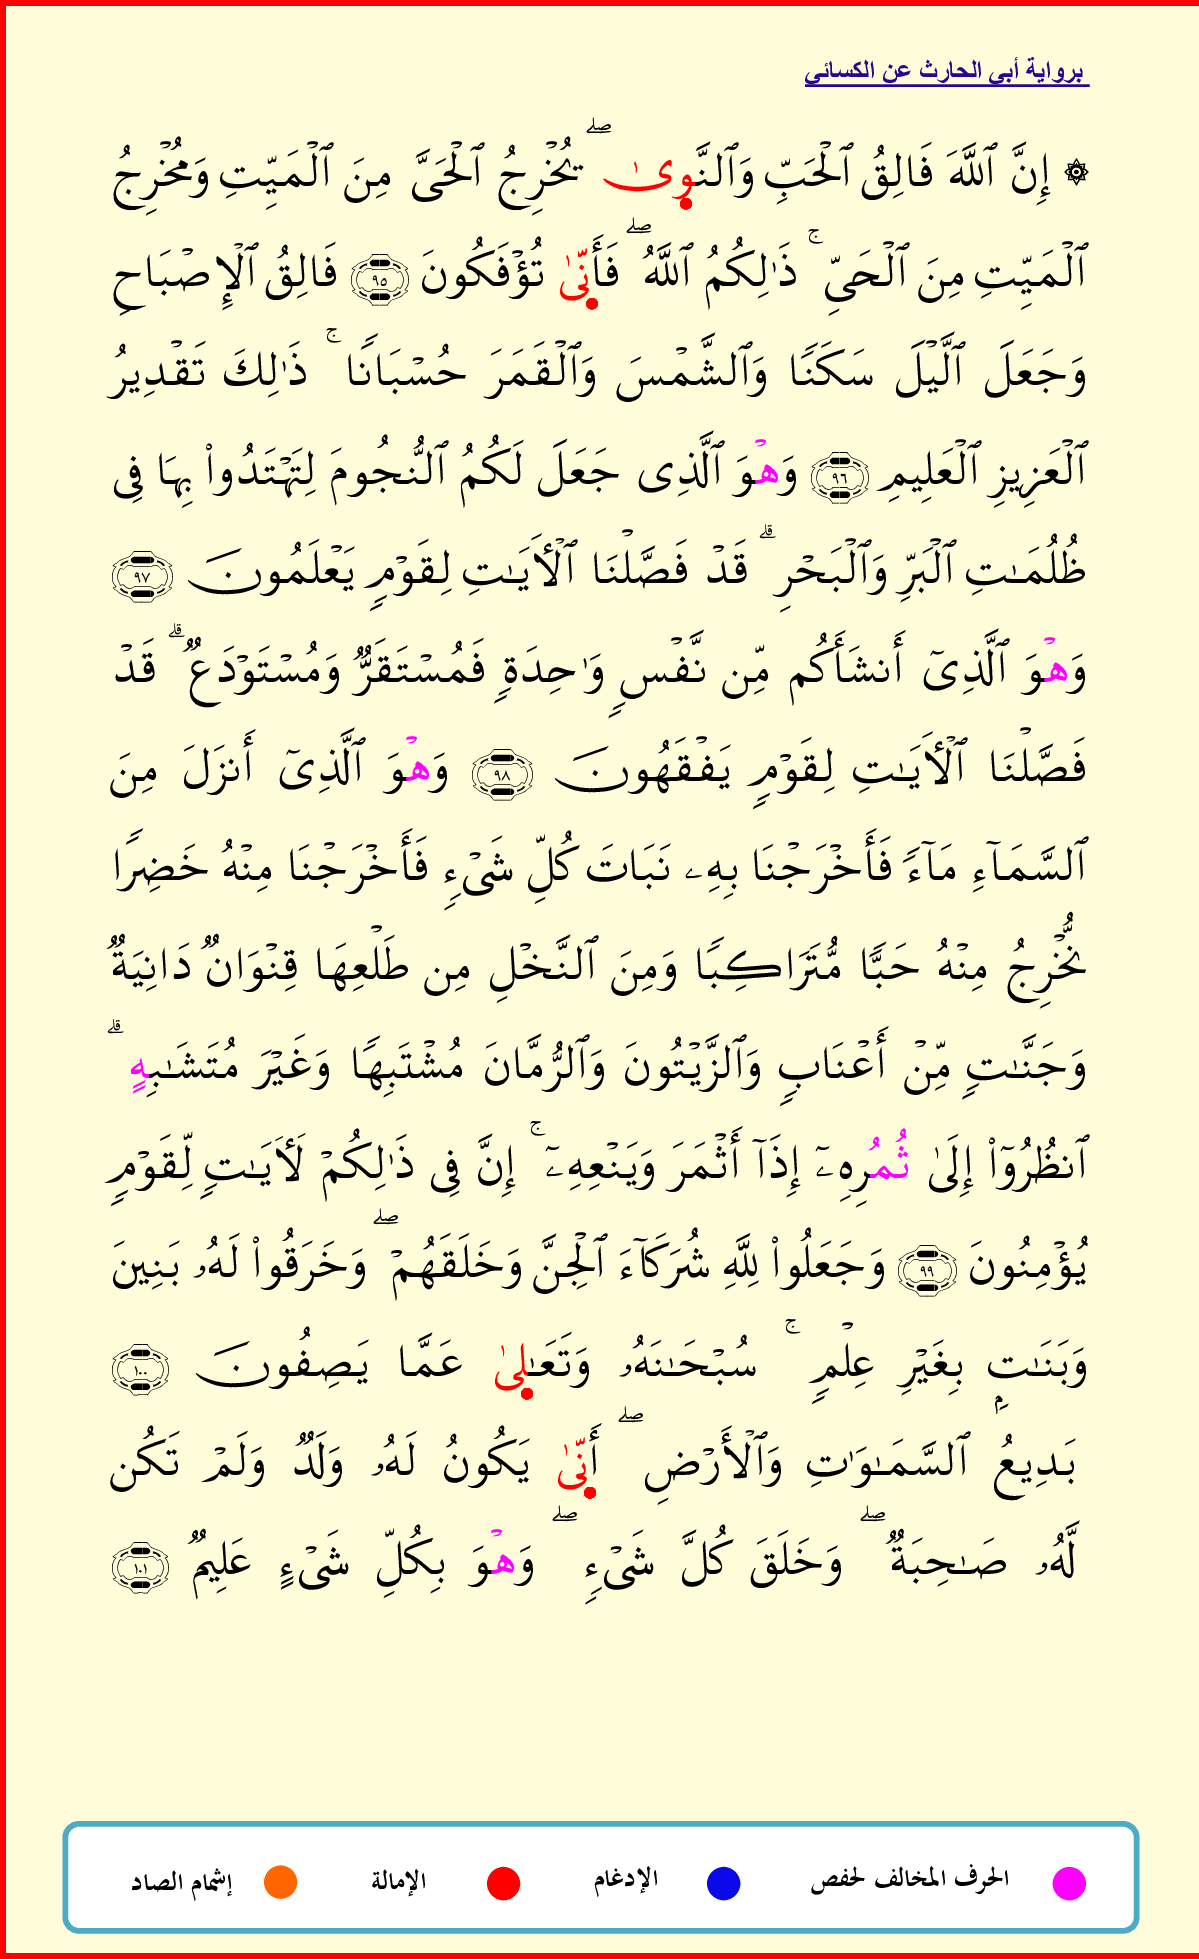 برواية أبي الحارث عن الكسائي
۞ إِنَّ ٱللَّهَ فَالِقُ ٱلْحَبِّ وَٱلنَّوَىٰ ۖ يُخْرِجُ ٱلْحَىَّ مِنَ ٱلْمَيِّتِ وَمُخْرِجُ
ٱلْمَيِّتِ مِنَ ٱلْحَىِّ ۚ ذَٰلِكُمُ ٱللَّهُ ۖ فَأَنَّىٰ تُؤْفَكُونَ ٩٥ فَالِقُ ٱلْإِصْبَاحِ
وَجَعَلَ ٱلَّيْلَ سَكَنًا وَٱلشَّمْسَ وَٱلْقَمَرَ حُسْبَانًا ۚ ذَٰلِكَ تَقْدِيرُ
ٱلْعَزِيزِ ٱلْعَلِيمِ ٩٦ وَهْوَ ٱلَّذِى جَعَلَ لَكُمُ ٱلنُّجُومَ لِتَهْتَدُوا۟ بِهَا فِى
ظُلُمَـٰتِ ٱلْبَرِّ وَٱلْبَحْرِ ۗ قَدْ فَصَّلْنَا ٱلْـَٔايَـٰتِ لِقَوْمٍ يَعْلَمُونَ ٩٧
وَهْوَ ٱلَّذِىٓ أَنشَأَكُم مِّن نَّفْسٍ وَٰحِدَةٍ فَمُسْتَقَرٌّ وَمُسْتَوْدَعٌ ۗ قَدْ
فَصَّلْنَا ٱلْـَٔايَـٰتِ لِقَوْمٍ يَفْقَهُونَ ٩٨ وَهْوَ ٱلَّذِىٓ أَنزَلَ مِنَ
ٱلسَّمَآءِ مَآءً فَأَخْرَجْنَا بِهِۦ نَبَاتَ كُلِّ شَىْءٍ فَأَخْرَجْنَا مِنْهُ خَضِرًا
نُّخْرِجُ مِنْهُ حَبًّا مُّتَرَاكِبًا وَمِنَ ٱلنَّخْلِ مِن طَلْعِهَا قِنْوَانٌ دَانِيَةٌ
وَجَنَّـٰتٍ مِّنْ أَعْنَابٍ وَٱلزَّيْتُونَ وَٱلرُّمَّانَ مُشْتَبِهًا وَغَيْرَ مُتَشَـٰبِهٍ ۗ
ٱنظُرُوٓا۟ إِلَىٰ ثُمُرِهِۦٓ إِذَآ أَثْمَرَ وَيَنْعِهِۦٓ ۚ إِنَّ فِى ذَٰلِكُمْ لَـَٔايَـٰتٍ لِّقَوْمٍ
يُؤْمِنُونَ ٩٩ وَجَعَلُوا۟ لِلَّهِ شُرَكَآءَ ٱلْجِنَّ وَخَلَقَهُمْ ۖ وَخَرَقُوا۟ لَهُۥ بَنِينَ
وَبَنَـٰتٍۭ بِغَيْرِ عِلْمٍ ۚ سُبْحَـٰنَهُۥ وَتَعَـٰلَىٰ عَمَّا يَصِفُونَ ١٠٠
بَدِيعُ ٱلسَّمَـٰوَٰتِ وَٱلْأَرْضِ ۖ أَنَّىٰ يَكُونُ لَهُۥ وَلَدٌ وَلَمْ تَكُن
لَّهُۥ صَـٰحِبَةٌ ۖ وَخَلَقَ كُلَّ شَىْءٍ ۖ وَهْوَ بِكُلِّ شَىْءٍ عَلِيمٌ ١٠١
الحرف المخالف لحفص الإدغام الإمالة إشمام الصاد